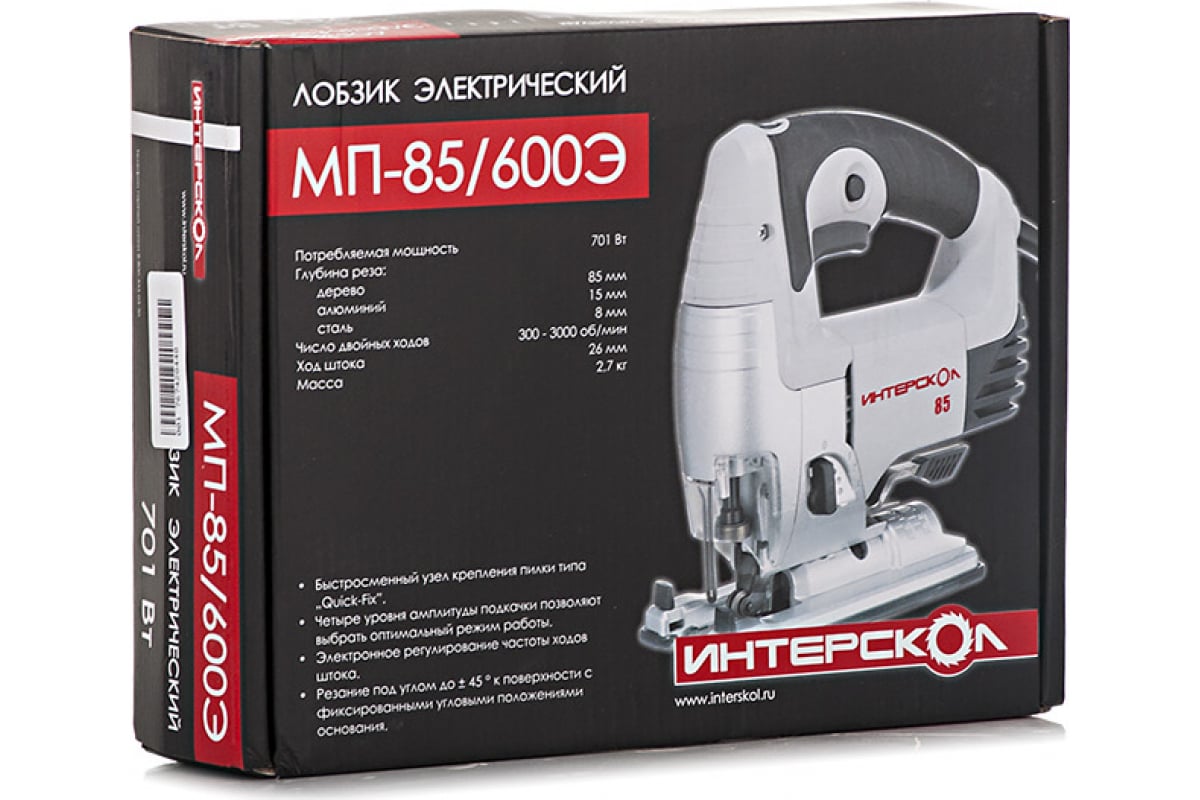 ЛОБЗИК ЭЛЕКТРИЧЕСКИЙ
МП-85/600Э
Потребляемая мощность 701 Вт
Глубина реза:
дерево 85 мм
алюминий 15 мм
сталь 8 мм
Число двойных ходов 300 - 3000 об/мин
Ход штока 26 мм
Масса 2.7 кг
• Быстросменный узел крепления пилки типа
„Quick-Fix”.
• Четыре уровня амплитуды подкачки позволяют
выбрать оптимальный режим работы.
• Электронное регулирование частоты ходов
штока.
• Резание под углом до ± 45 ° к поверхности с
фиксированными угловыми положениями
основания.
ИНТЕРСКОЛ
85
ИНТЕРСКОЛ
www.interskol.ru
ИНТЕРСКОЛ
www.interskol.ru
МП-85/600Э
ЗИК ЭЛЕКТРИЧЕСКИЙ
701 Вт